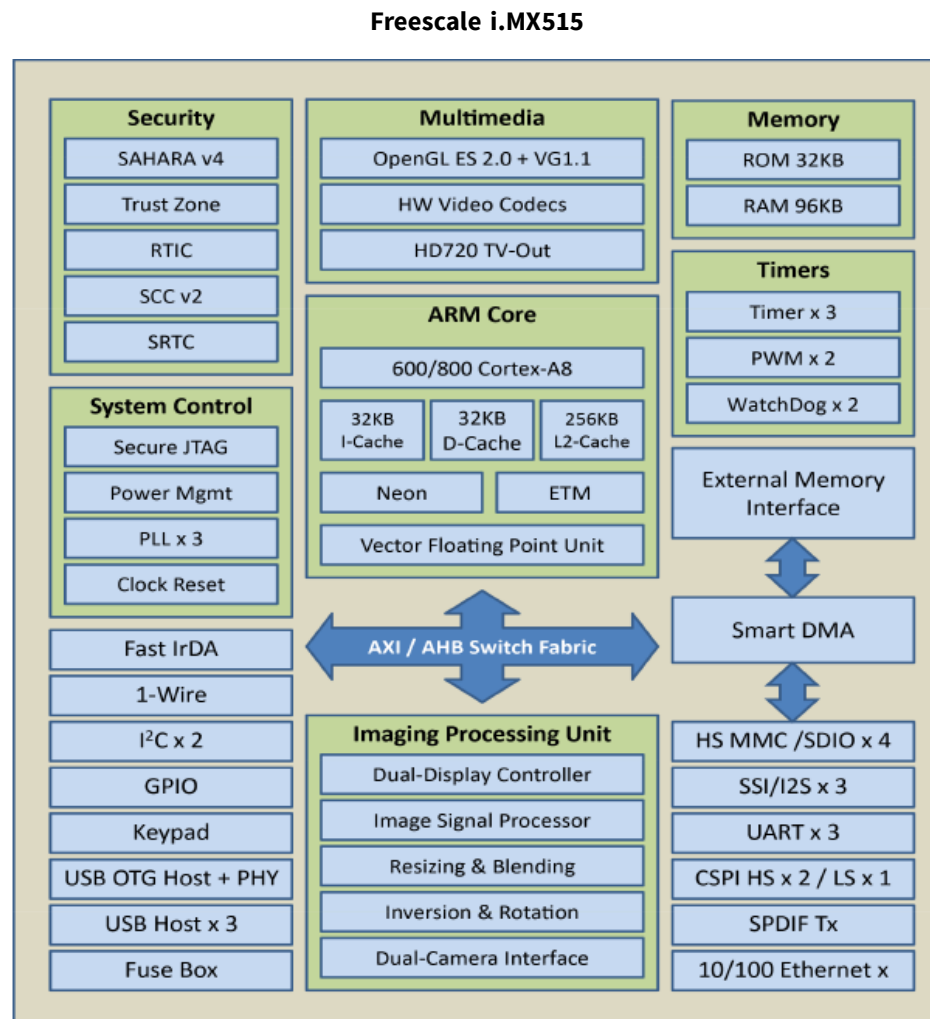 Freescale i.MX515
Security
SAHARA v4
Trust Zone
RTIC
SCC v2
SRTC
System Control
Secure JTAG
Power Mgmt
PLL x 3
Clock Reset
Fast IrDA
1-Wire
I²C x 2
GPIO
Keypad
USB OTG Host + PHY
USB Host x 3
Fuse Box
Multimedia
OpenGL ES 2.0 + VG1.1
HW Video Codecs
HD720 TV-Out
ARM Core
600/800 Cortex-A8
32KB
I-Cache
32KB
D-Cache
256KB
L2-Cache
Neon
ETM
Vector Floating Point Unit
AXI / AHB Switch Fabric
Imaging Processing Unit
Dual-Display Controller
Image Signal Processor
Resizing & Blending
Inversion & Rotation
Dual-Camera Interface
Memory
ROM 32KB
RAM 96KB
Timers
Timer x 3
PWM x 2
WatchDog x 2
External Memory
Interface
Smart DMA
HS MMC /SDIO x 4
SSI/I2S x 3
UART x 3
CSPI HS x 2 / LS x 1
SPDIF Tx
10/100 Ethernet x